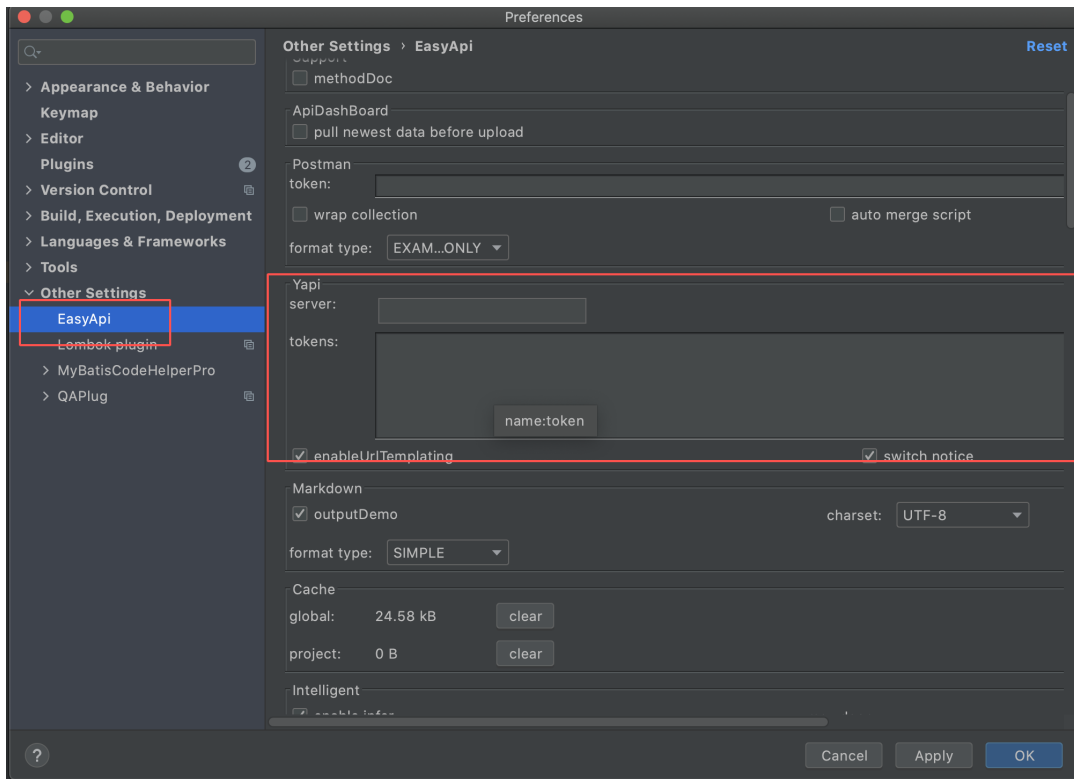 Preferences
Other Settings › EasyApi
Reset
Support
methodDoc
Appearance & Behavior
Keymap
Editor
Plugins
2
Version Control
Build, Execution, Deployment
Languages & Frameworks
Tools
Other Settings
EasyApi
Lombok plugin
MyBatisCodeHelperPro
QAPlug
ApiDashBoard
pull newest data before upload
Postman
token:
wrap collection
auto merge script
format type:
EXAM...ONLY
Yapi
server:
tokens:
name:token
enableUrlTemplating
switch notice
Markdown
outputDemo
charset:
UTF-8
format type:
SIMPLE
Cache
global:
24.58 kB
clear
project:
0 B
clear
Intelligent
enable infer
?
Cancel
Apply
OK